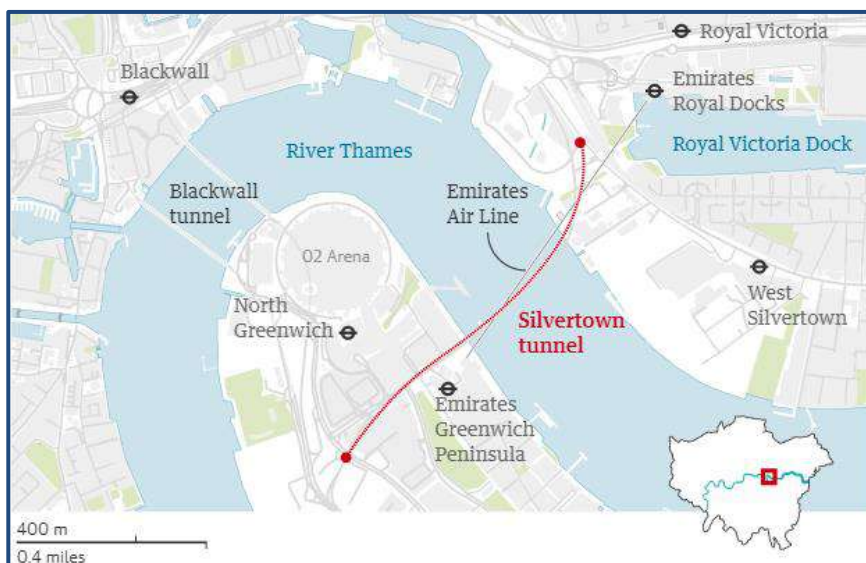 Royal Victoria
Blackwall
Emirates
Royal Docks
River Thames
Royal Victoria Dock
Blackwall
tunnel
Emirates
Air Line
O2 Arena
North
Greenwich
West
Silvertown
Silvertown
tunnel
Emirates
Greenwich
Peninsula
400 m
0.4 miles